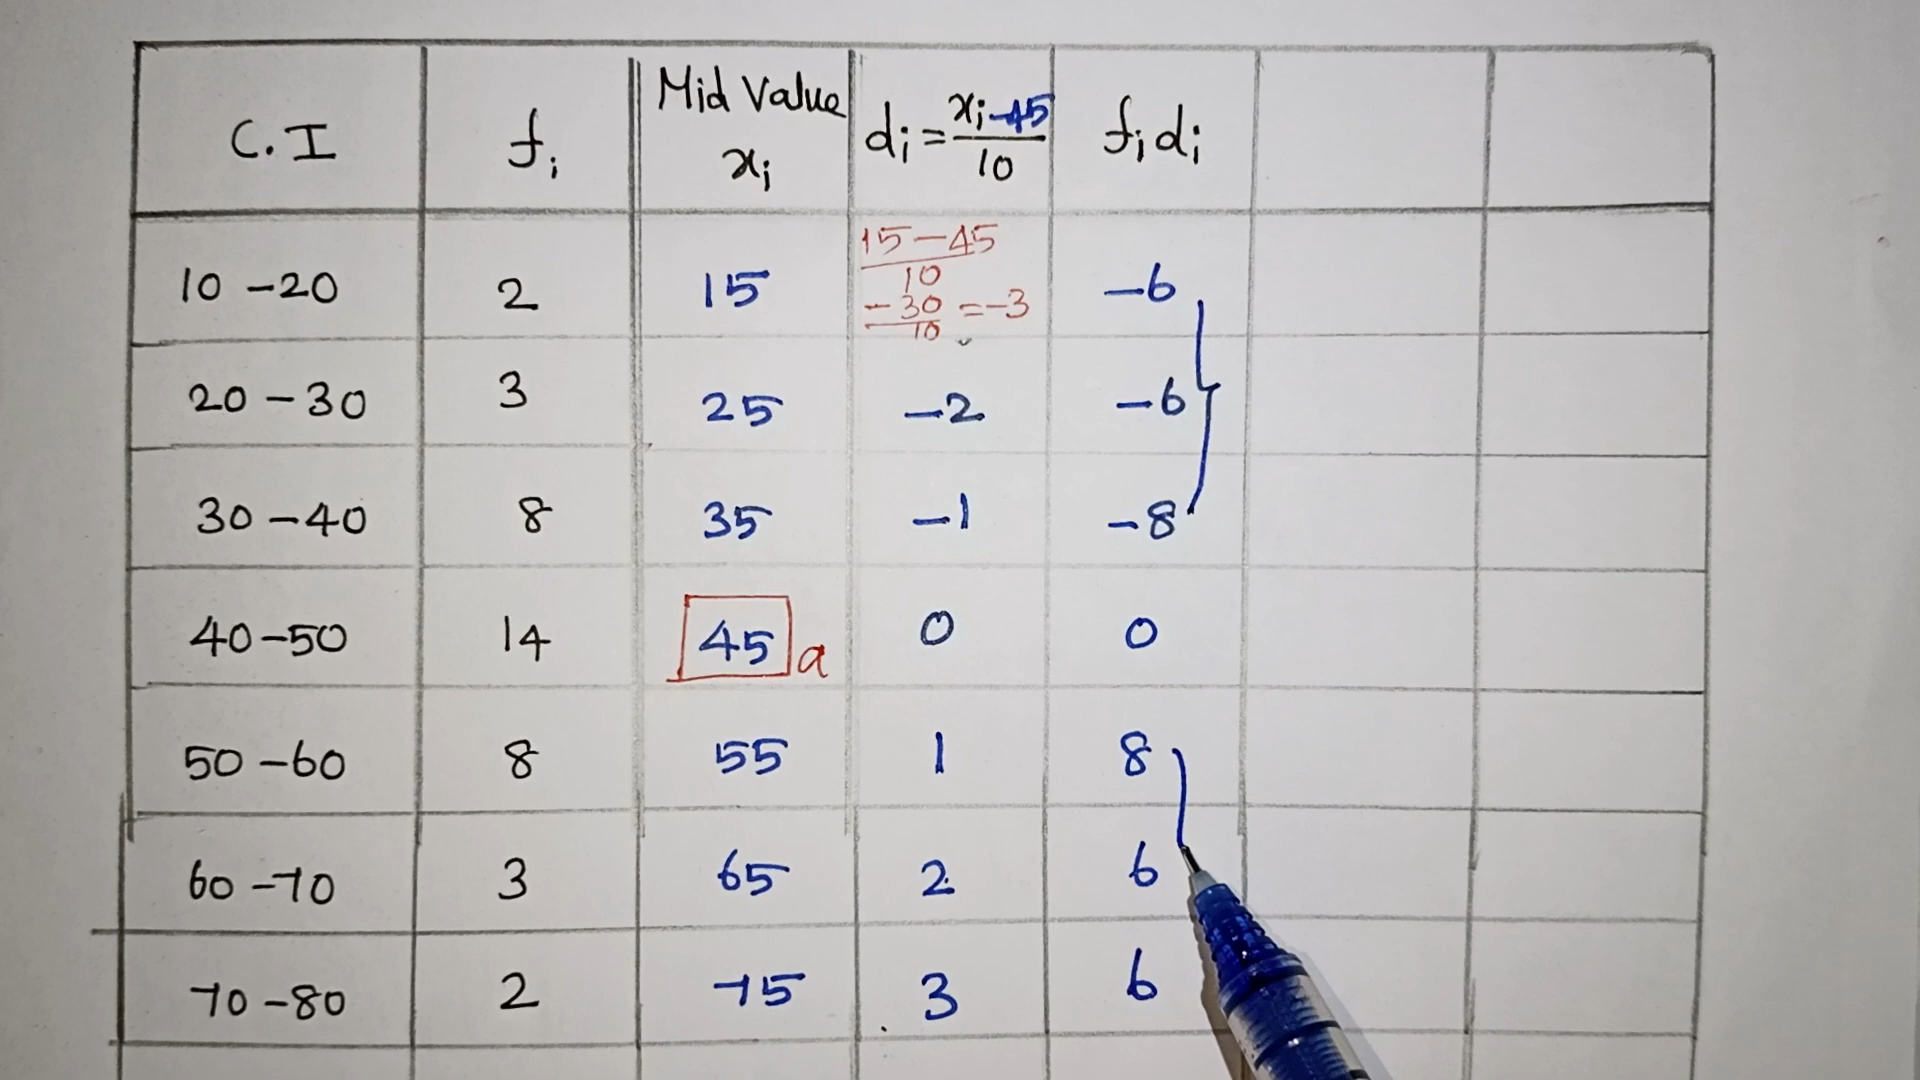 C.I fi Mid Value xi di = xi-45/10 fidi
10-20 2 15 15-45/10 -30/10 = -3 -6
20-30 3 25 -2 -6
30-40 8 35 -1 -8
40-50 14 45 a 0 0
50-60 8 55 1 8
60-70 3 65 2 6
70-80 2 75 3 6